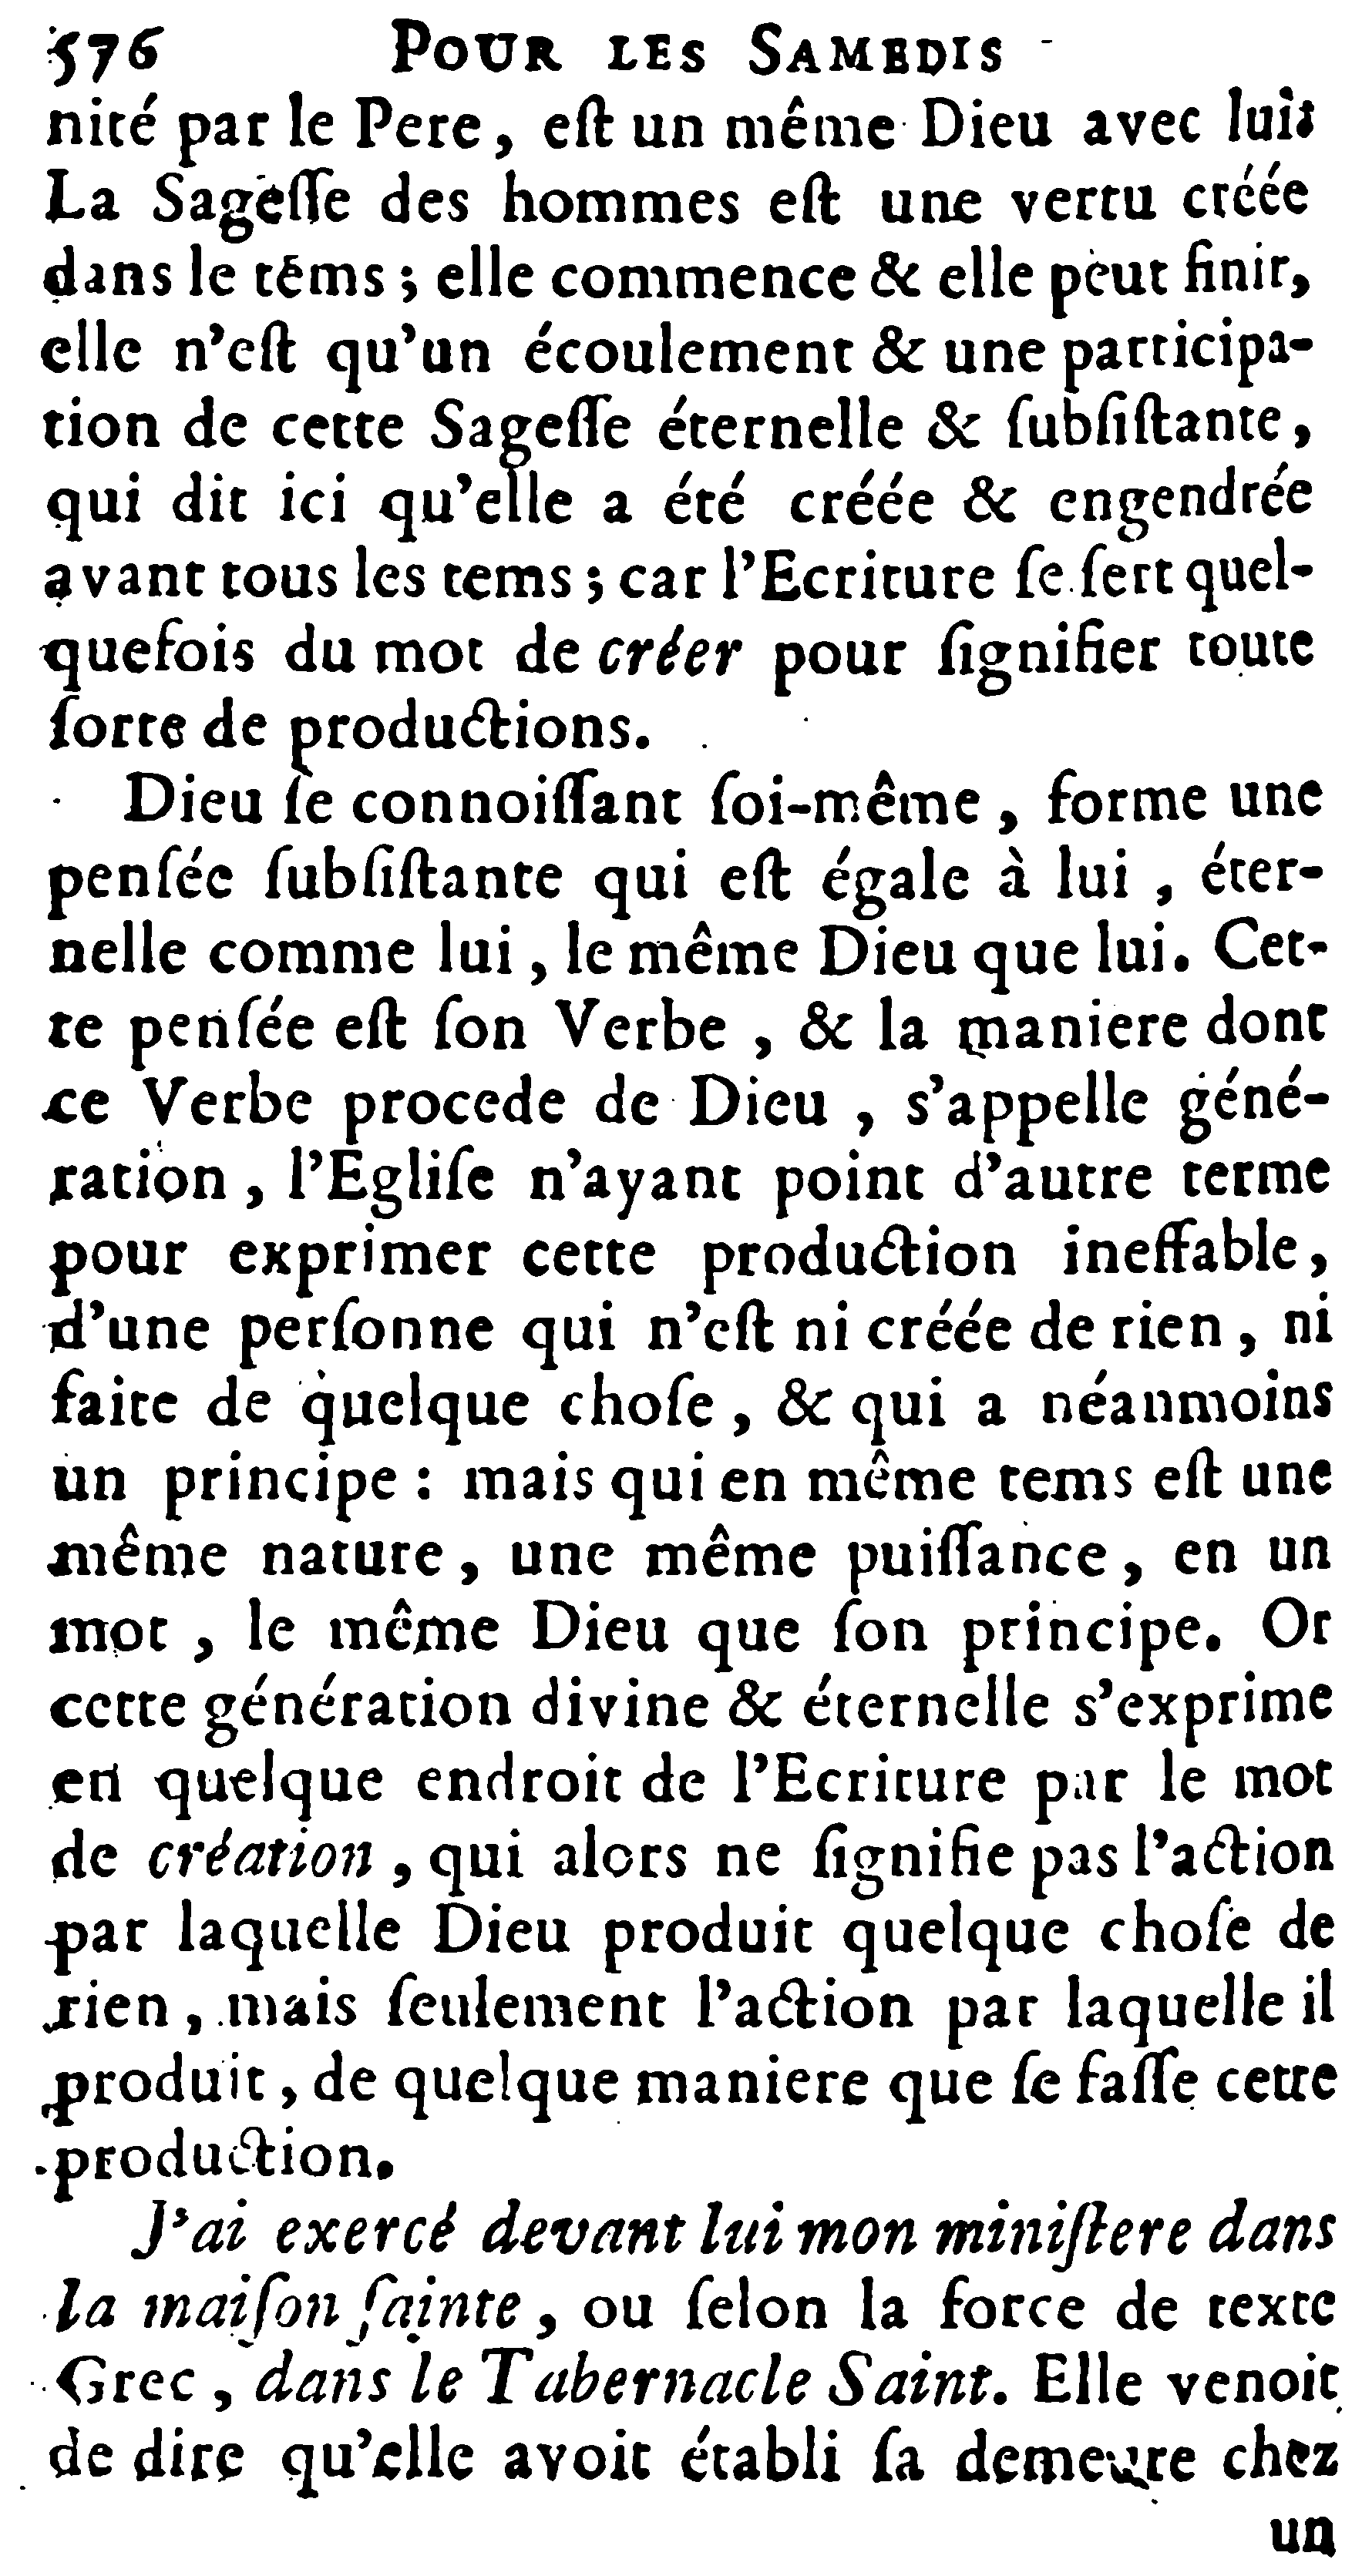 576 POUR LES SAMEDIS
nité par le Pere, eſt un même Dieu avec lui:
La Sageſſe des hommes eſt une vertu créée
dans le têms ; elle commence & elle peut finir,
elle n'eſt qu'un écoulement & une participa-
tion de cette Sageſſe éternelle & ſubſiſtante,
qui dit ici qu'elle a été créée & engendrée
avant tous les tems ; car l'Ecriture ſe ſert quel-
quefois du mot de créer pour ſignifier toute
ſorte de productions.
Dieu ſe connoiſſant ſoi-même, forme une
penſée ſubſiſtante qui eſt égale à lui, éter-
nelle comme lui, le même Dieu que lui. Cet-
te penſée eſt ſon Verbe, & la maniere dont
ce Verbe procede de Dieu, s'appelle géné-
ration, l'Egliſe n'ayant point d'autre terme
pour exprimer cette production ineffable,
d'une perſonne qui n'eſt ni créée de rien, ni
faite de quelque choſe, & qui a néanmoins
un principe : mais qui en même tems eſt une
même nature, une même puiſſance, en un
mot, le même Dieu que ſon principe. Or
cette génération divine & éternelle s'exprime
en quelque endroit de l'Ecriture par le mot
de création, qui alors ne ſignifie pas l'action
par laquelle Dieu produit quelque choſe de
rien, mais ſeulement l'action par laquelle il
produit, de quelque maniere que ſe faſſe cette
production.
J'ai exercé devant lui mon miniſtere dans
la maiſon ſainte, ou ſelon la force de texte
Grec, dans le Tabernacle Saint. Elle venoit
de dire qu'elle avoit établi ſa demeure chez
un